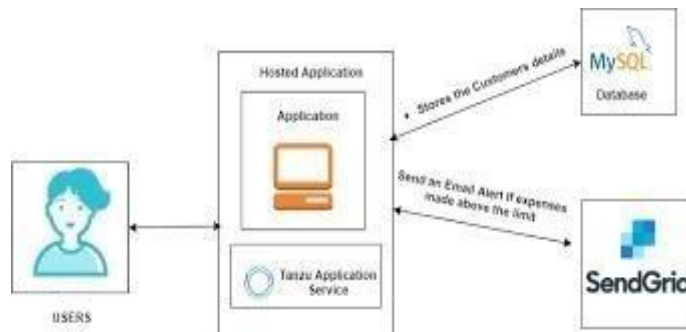 Hosted Application
Application
Tanzu Application
Service
USERS
Stores the Customers details
MySQL
Database
Send an Email Alert if expenses
made above the limit
SendGrid